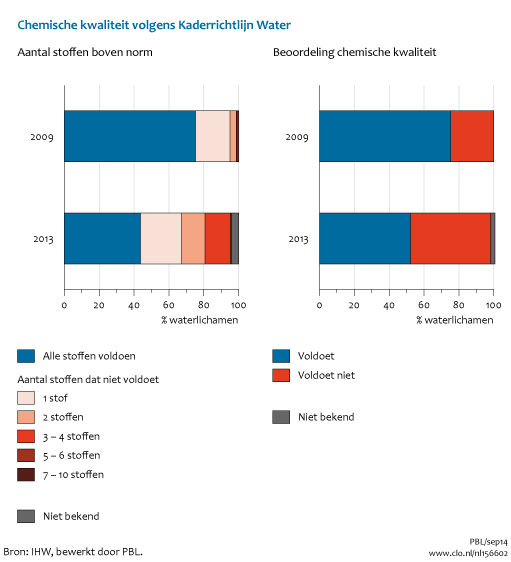 Chemische kwaliteit volgens Kaderrichtlijn Water
Aantal stoffen boven norm
2009
2013
0 20 40 60 80 100
% waterlichamen
Alle stoffen voldoen
Aantal stoffen dat niet voldoet
1 stof
2 stoffen
3 – 4 stoffen
5 – 6 stoffen
7 – 10 stoffen
Niet bekend
Beoordeling chemische kwaliteit
2009
2013
0 20 40 60 80 100
% waterlichamen
Voldoet
Voldoet niet
Niet bekend
Bron: IHW, bewerkt door PBL.
PBL/sep14
www.clo.nl/nl156602